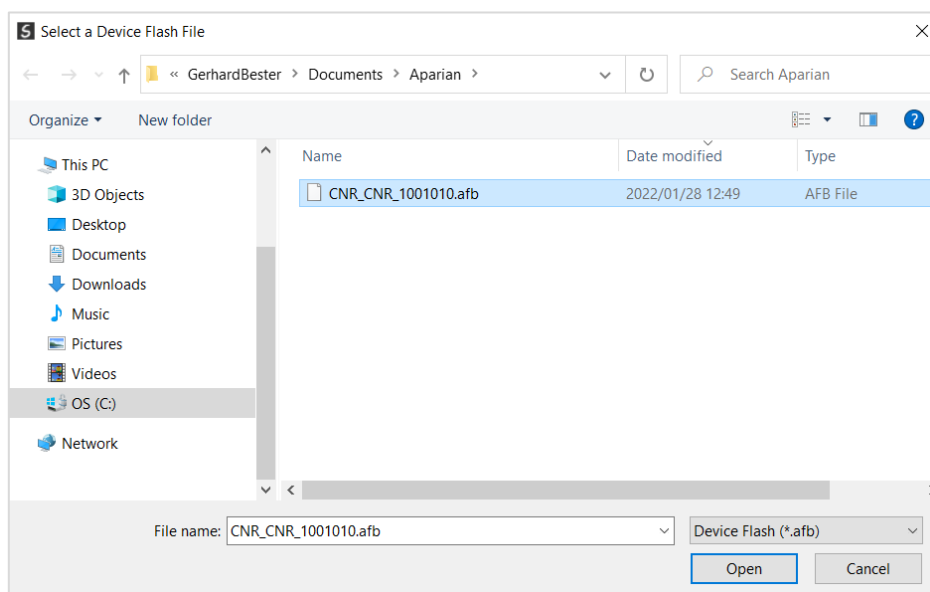 Select a Device Flash File
« GerhardBester > Documents > Aparian >
Search Aparian
Organize
New folder
?
Name
Date modified
Type
This PC
3D Objects
Desktop
Documents
Downloads
Music
Pictures
Videos
OS (C:)
Network
CNR_CNR_1001010.afb
2022/01/28 12:49
AFB File
File name:
CNR_CNR_1001010.afb
Device Flash (*.afb)
Open
Cancel